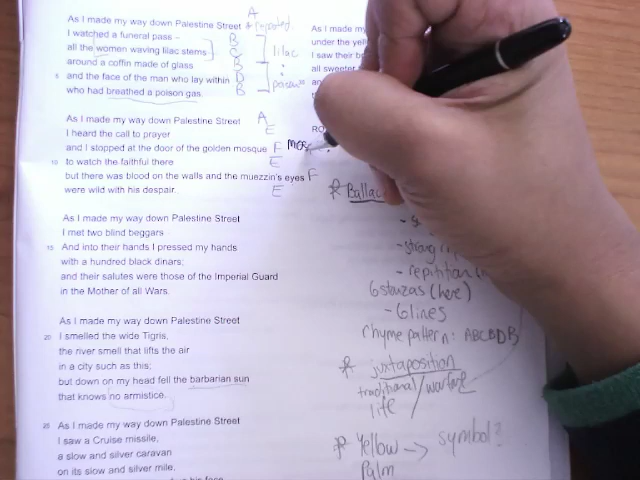 A
As I made my way down Palestine Street
I watched a funeral pass – B
all the women waving lilac stems C lilac
around a coffin made of glass B :
5 and the face of the man who lay within D poison
who had breathed a poison gas. B
As I made my way down Palestine Street A
I heard the call to prayer E
and I stopped at the door of the golden mosque F
10 to watch the faithful there E
but there was blood on the walls and the muezzin's eyes F
were wild with his despair. E
As I made my way down Palestine Street
I met two blind beggars
15 And into their hands I pressed my hands
with a hundred black dinars;
and their salutes were those of the Imperial Guard
in the Mother of all Wars.
As I made my way down Palestine Street
20 I smelled the wide Tigris,
the river smell that lifts the air
in a city such as this;
but down on my head fell the barbarian sun
that knows no armistice.
25 As I made my way down Palestine Street
I saw a Cruise missile,
a slow and silver caravan
on its slow and silver mile,
As I made my
under the yell
I saw their b
all sweeter
Ballac
- strong
- repitition
6 stanzas (here)
- 6 lines
rhyme pattern: ABCBDB
juxtaposition
traditional / warfare
life
Yellow -> symbol?
Palm